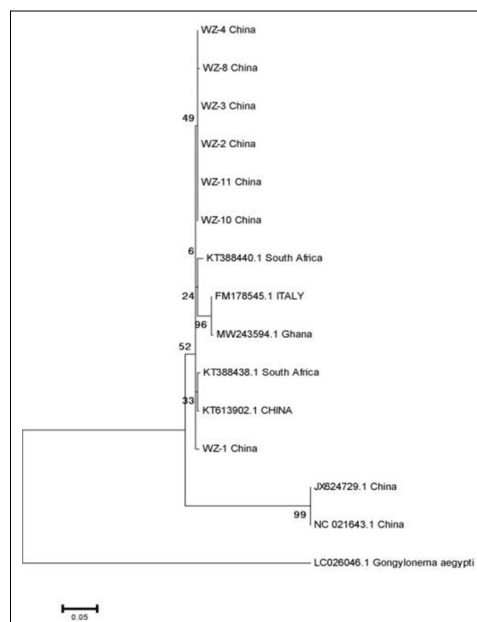 WZ-4 China
WZ-8 China
WZ-3 China
49
WZ-2 China
WZ-11 China
WZ-10 China
6
KT388440.1 South Africa
24
FM178545.1 ITALY
96
MW243594.1 Ghana
52
KT388438.1 South Africa
33
KT613902.1 CHINA
WZ-1 China
JX624729.1 China
99
NC 021643.1 China
LC026046.1 Gongylonema aegypti
0.05